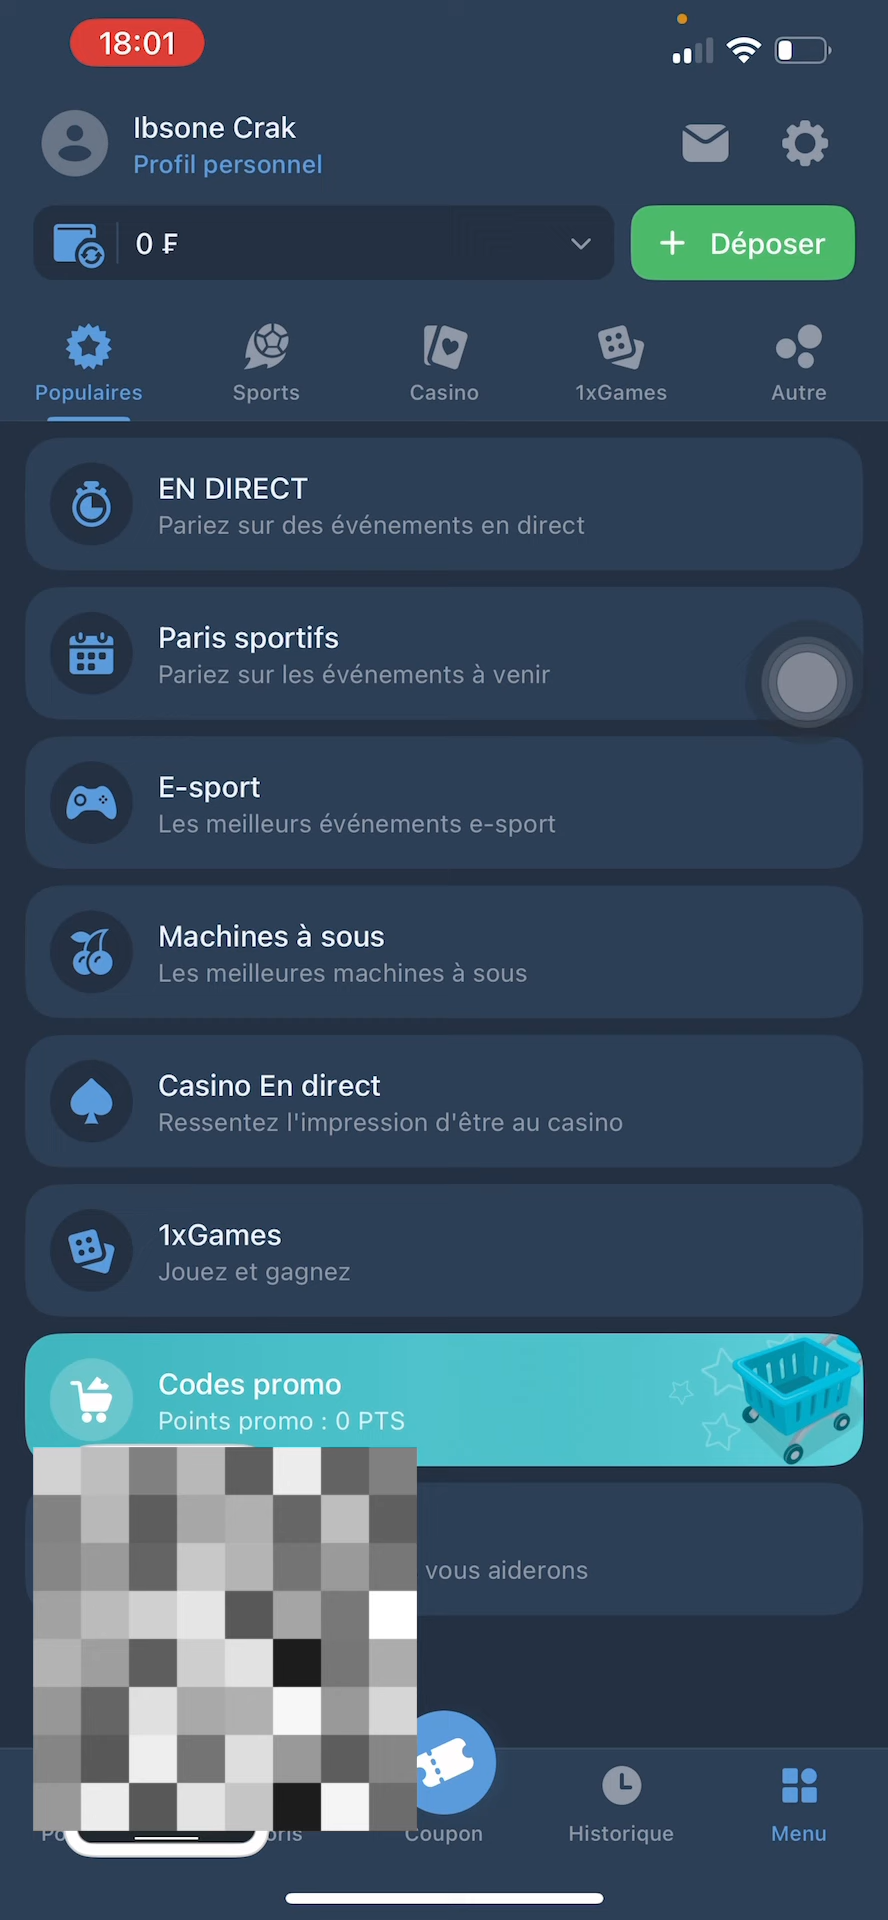 18:01
Ibsone Crak
Profil personnel
0 ₣
+ Déposer
Populaires
Sports
Casino
1xGames
Autre
EN DIRECT
Pariez sur des événements en direct
Paris sportifs
Pariez sur les événements à venir
E-sport
Les meilleurs événements e-sport
Machines à sous
Les meilleures machines à sous
Casino En direct
Ressentez l'impression d'être au casino
1xGames
Jouez et gagnez
Codes promo
Points promo : 0 PTS
vous aiderons
Coupon
Historique
Menu